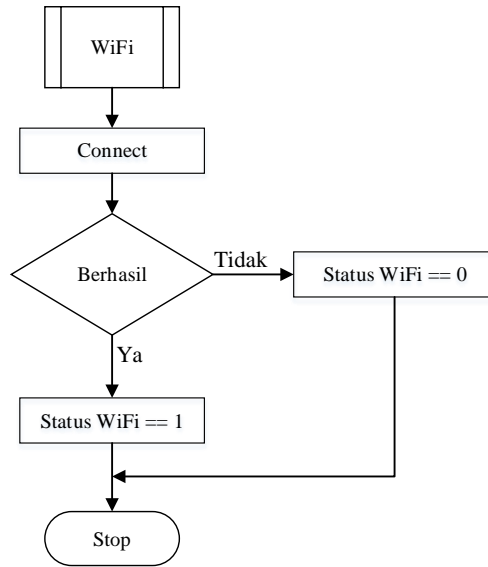 WiFi
Connect
Berhasil
Tidak
Status WiFi == 0
Ya
Status WiFi == 1
Stop